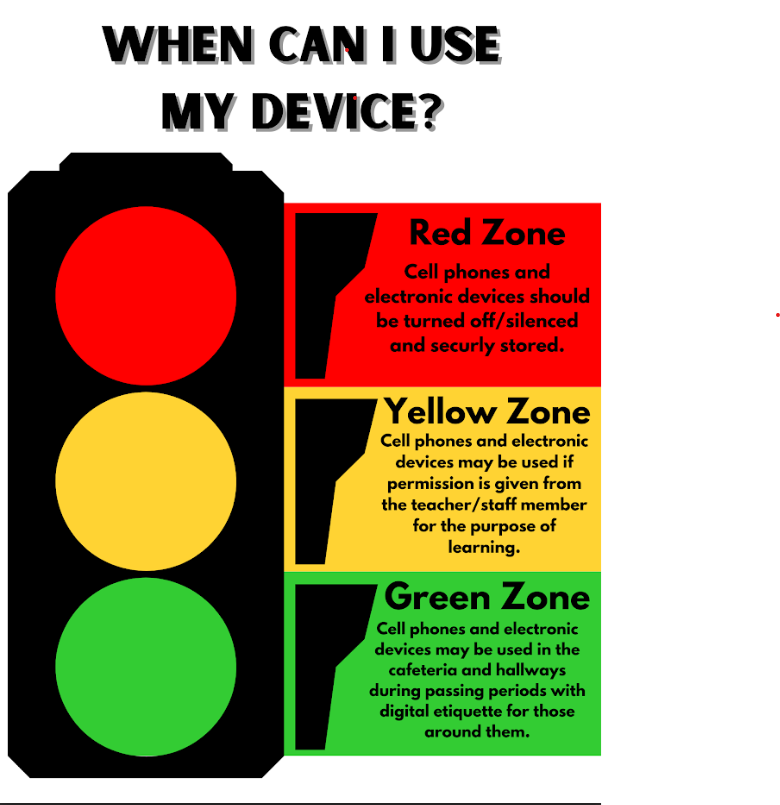 WHEN CAN I USE
MY DEVICE?
Red Zone
Cell phones and
electronic devices should
be turned off/silenced
and securly stored.
Yellow Zone
Cell phones and electronic
devices may be used if
permission is given from
the teacher/staff member
for the purpose of
learning.
Green Zone
Cell phones and electronic
devices may be used in the
cafeteria and hallways
during passing periods with
digital etiquette for those
around them.